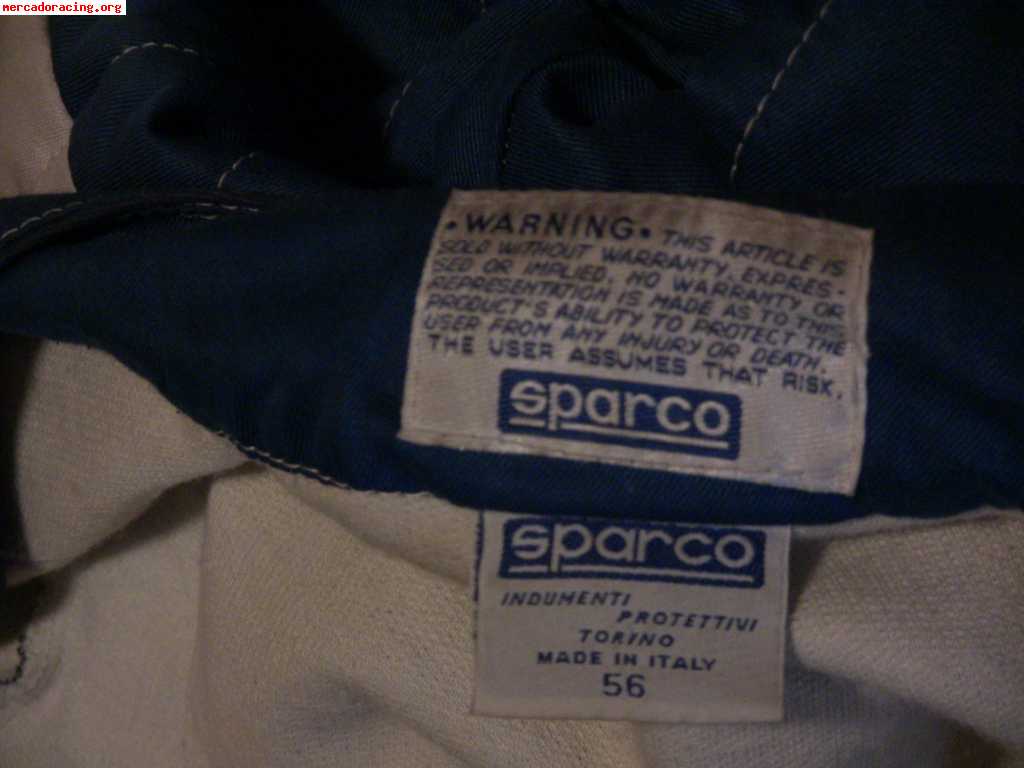 mercadoracing.org
• WARNING • THIS ARTICLE IS
SOLD WITHOUT WARRANTY, EXPRES-
SED OR IMPLIED. NO WARRANTY OR
REPRESENTATION IS MADE AS TO THIS
PRODUCT'S ABILITY TO PROTECT THE
USER FROM ANY INJURY OR DEATH.
THE USER ASSUMES THAT RISK.
sparco
sparco
INDUMENTI
PROTETTIVI
TORINO
MADE IN ITALY
56